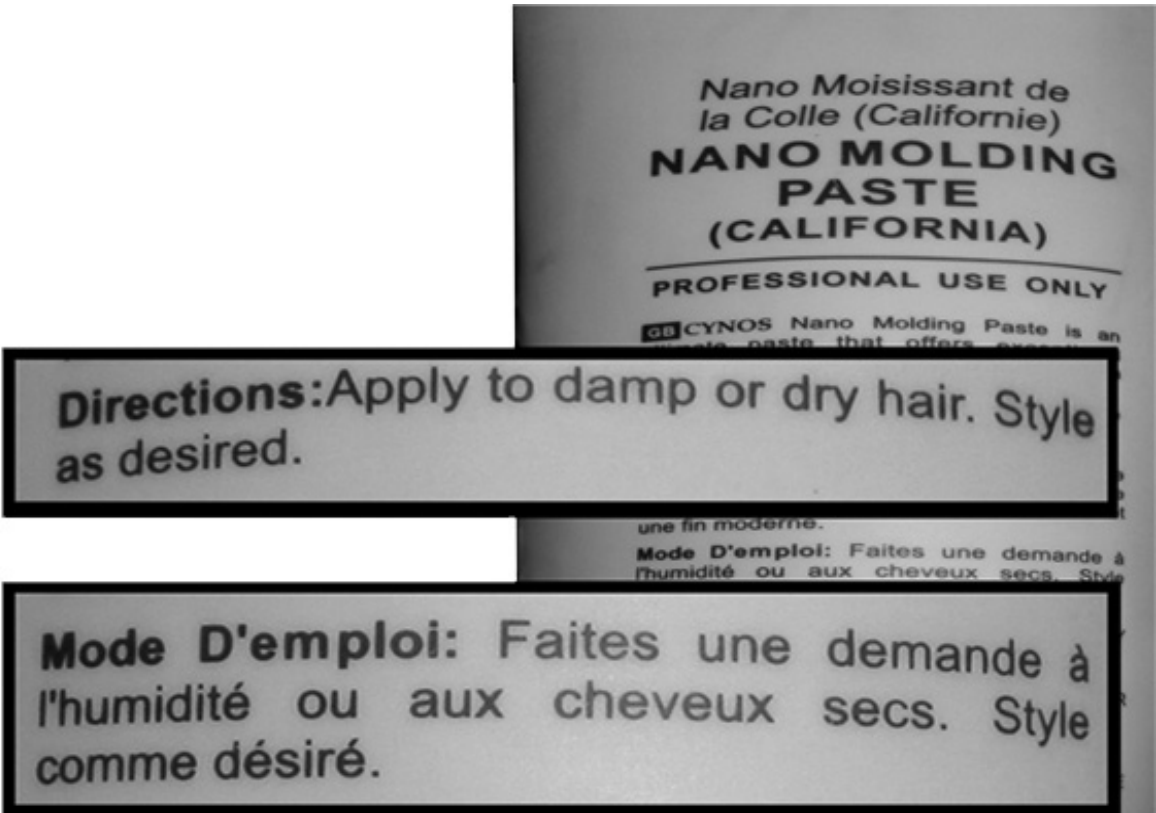 Nano Moisissant de
la Colle (Californie)
NANO MOLDING
PASTE
(CALIFORNIA)
PROFESSIONAL USE ONLY
GB CYNOS Nano Molding Paste is an
paste that offers
Directions:Apply to damp or dry hair. Style
as desired.
une fin moderne.
Mode D'emploi: Faites une demande à
l'humidité ou aux cheveux secs. Style
Mode D'emploi: Faites une demande à
l'humidité ou aux cheveux secs. Style
comme désiré.